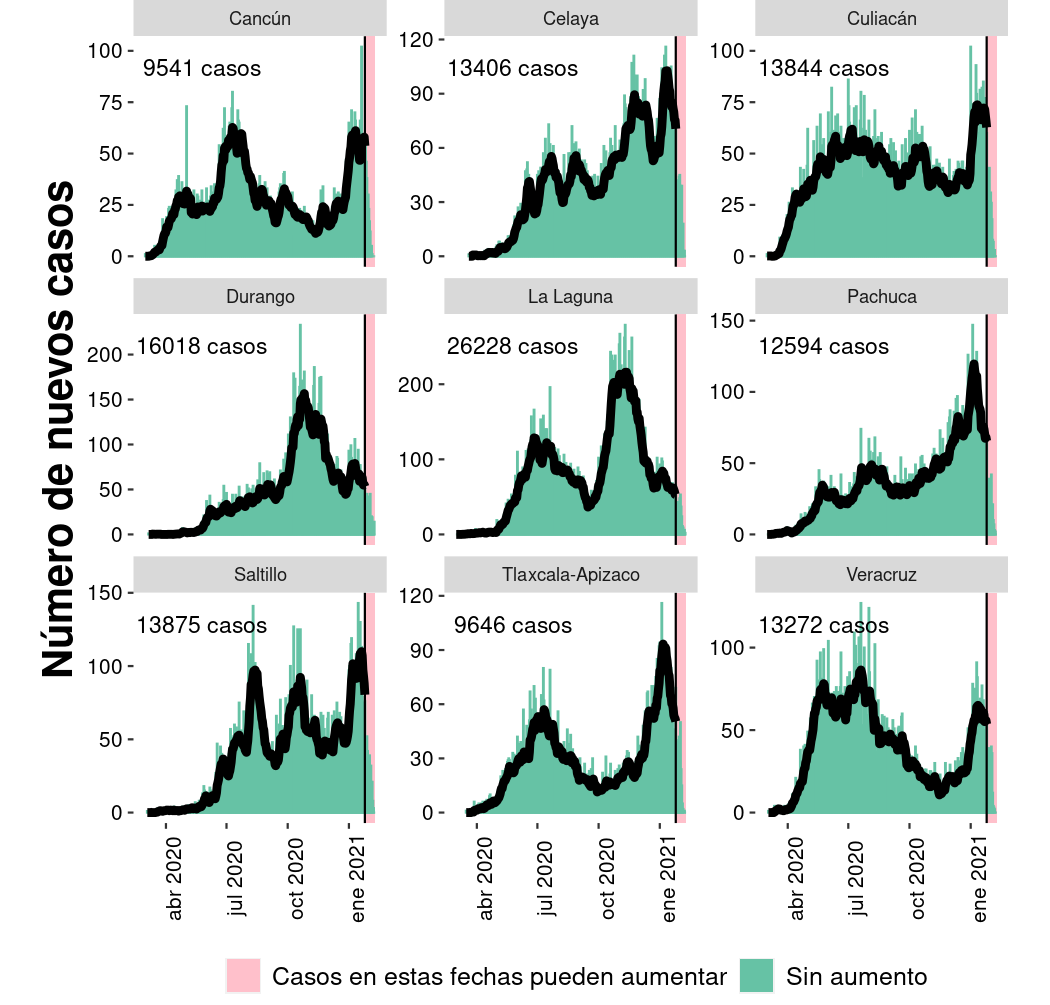 Número de nuevos casos
Cancún
Celaya
Culiacán
100
75
50
25
0
9541 casos
120
90
60
30
0
13406 casos
100
75
50
25
0
13844 casos
Durango
La Laguna
Pachuca
200
150
100
50
0
16018 casos
200
100
0
26228 casos
150
100
50
0
12594 casos
Saltillo
Tlaxcala-Apizaco
Veracruz
150
100
50
0
13875 casos
120
90
60
30
0
9646 casos
100
50
0
13272 casos
abr 2020
jul 2020
oct 2020
ene 2021
abr 2020
jul 2020
oct 2020
ene 2021
abr 2020
jul 2020
oct 2020
ene 2021
Casos en estas fechas pueden aumentar
Sin aumento